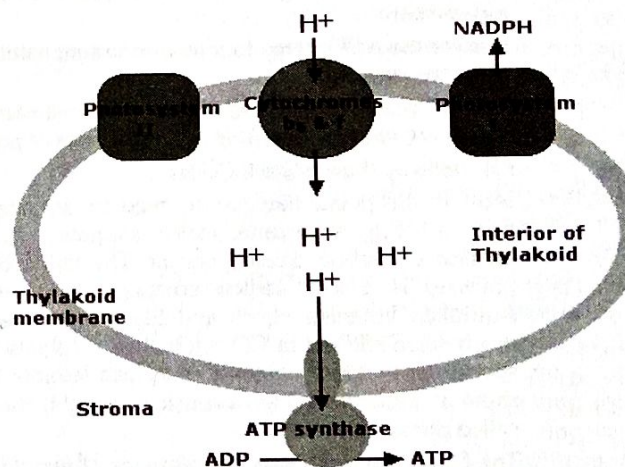 H+
NADPH
Photosystem
II
Cytochromes
b6 & f
Photosystem
H+
H+
H+
H+
Interior of
Thylakoid
Thylakoid
membrane
Stroma
ATP synthase
ADP
ATP